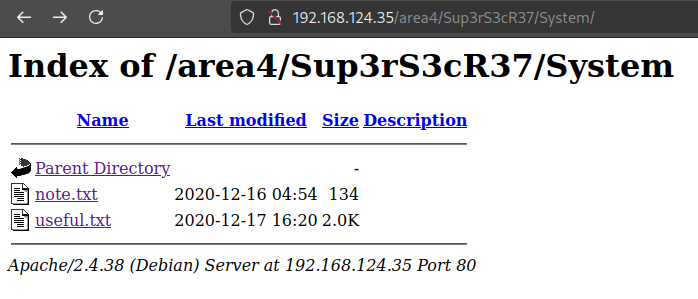 192.168.124.35/area4/Sup3rS3cR37/System/
Index of /area4/Sup3rS3cR37/System
Name Last modified Size Description
Parent Directory -
note.txt 2020-12-16 04:54 134
useful.txt 2020-12-17 16:20 2.0K
Apache/2.4.38 (Debian) Server at 192.168.124.35 Port 80